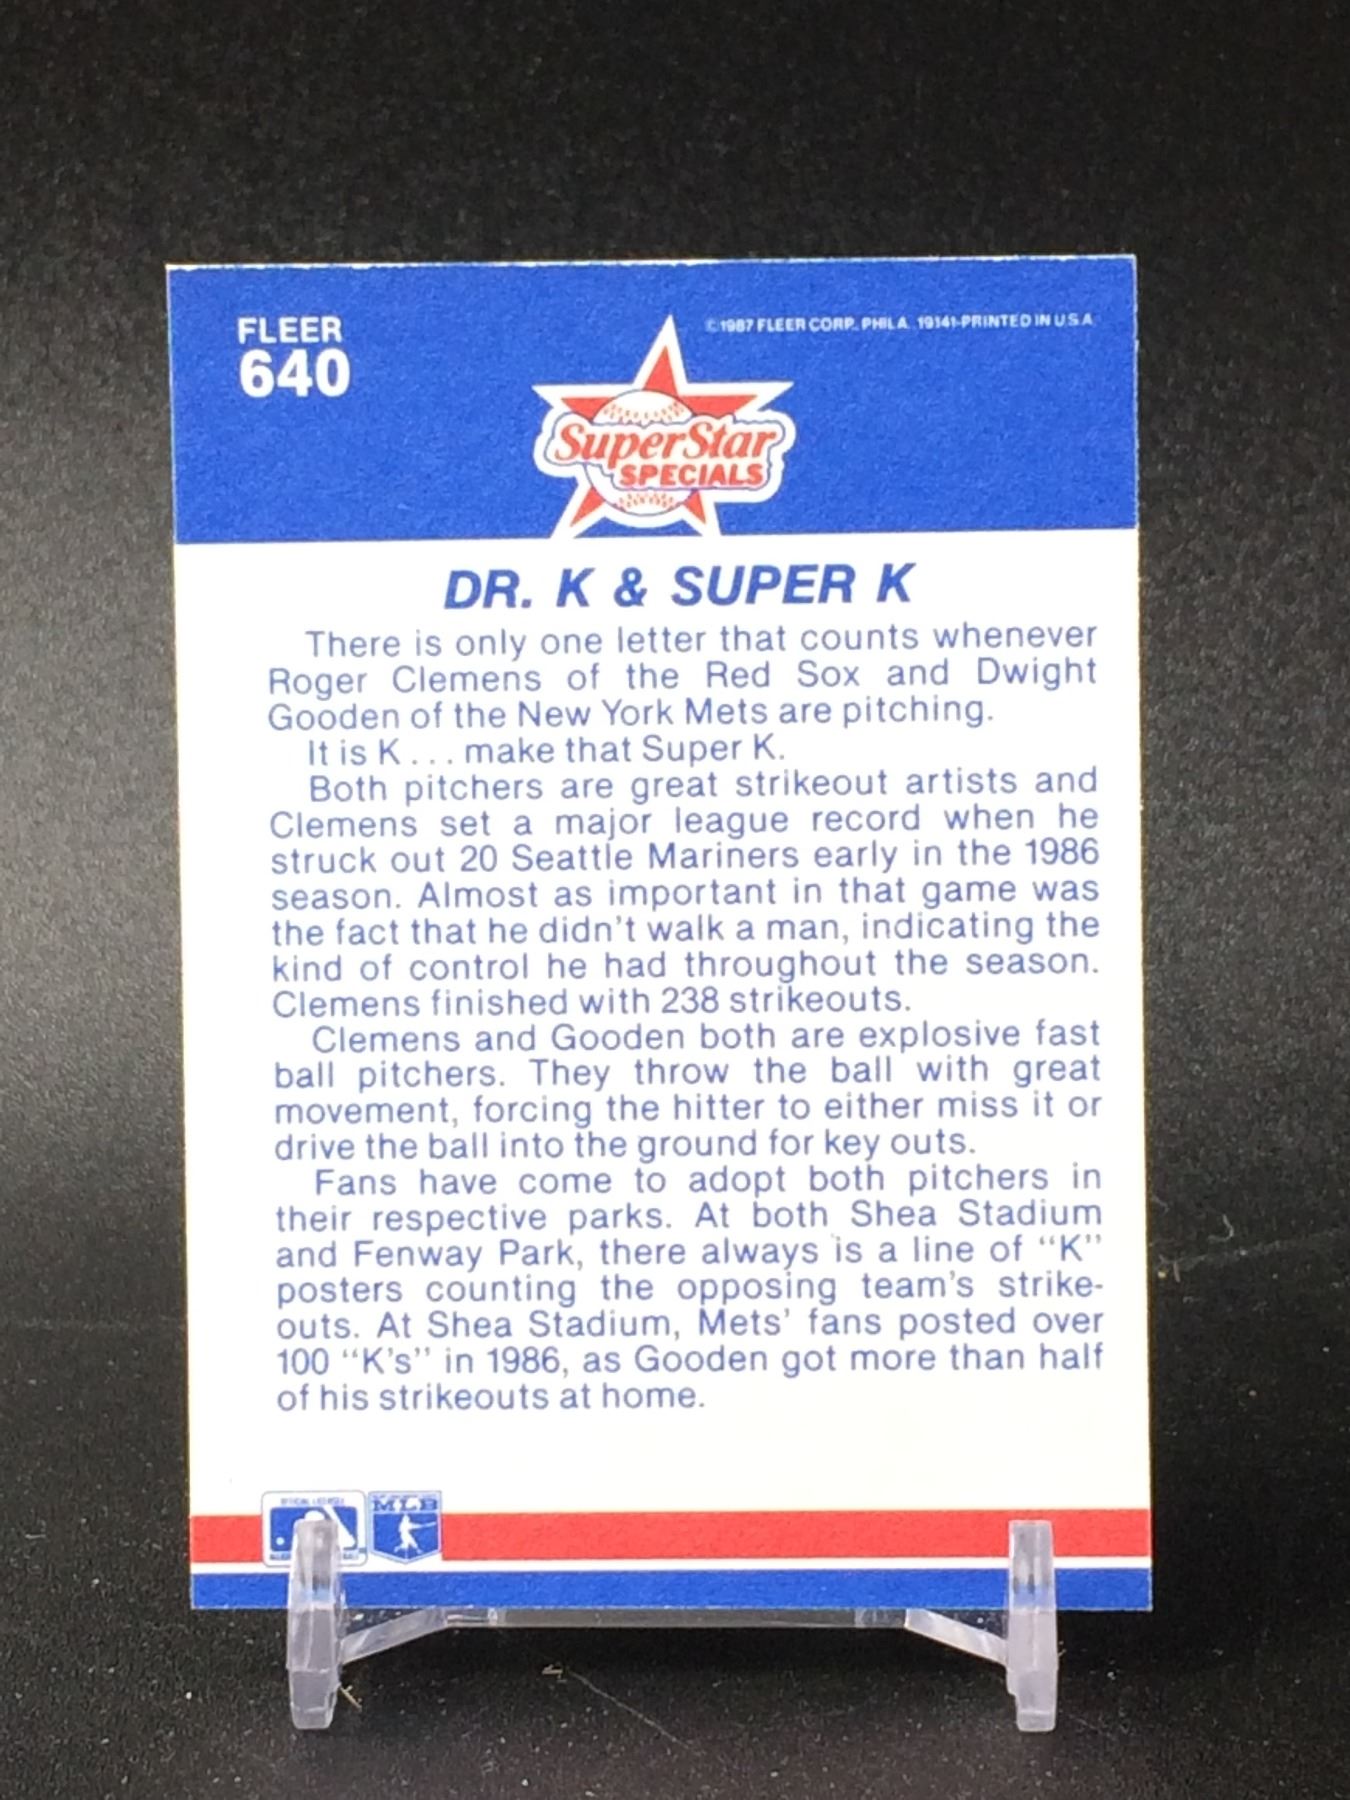 FLEER
640
©1987 FLEER CORP. PHILA. 19141-PRINTED IN U.S.A.
SuperStar
SPECIALS
DR. K & SUPER K
There is only one letter that counts whenever
Roger Clemens of the Red Sox and Dwight
Gooden of the New York Mets are pitching.
It is K... make that Super K.
Both pitchers are great strikeout artists and
Clemens set a major league record when he
struck out 20 Seattle Mariners early in the 1986
season. Almost as important in that game was
the fact that he didn't walk a man, indicating the
kind of control he had throughout the season.
Clemens finished with 238 strikeouts.
Clemens and Gooden both are explosive fast
ball pitchers. They throw the ball with great
movement, forcing the hitter to either miss it or
drive the ball into the ground for key outs.
Fans have come to adopt both pitchers in
their respective parks. At both Shea Stadium
and Fenway Park, there always is a line of "K"
posters counting the opposing team's strike-
outs. At Shea Stadium, Mets' fans posted over
100 "K's" in 1986, as Gooden got more than half
of his strikeouts at home.
MLB